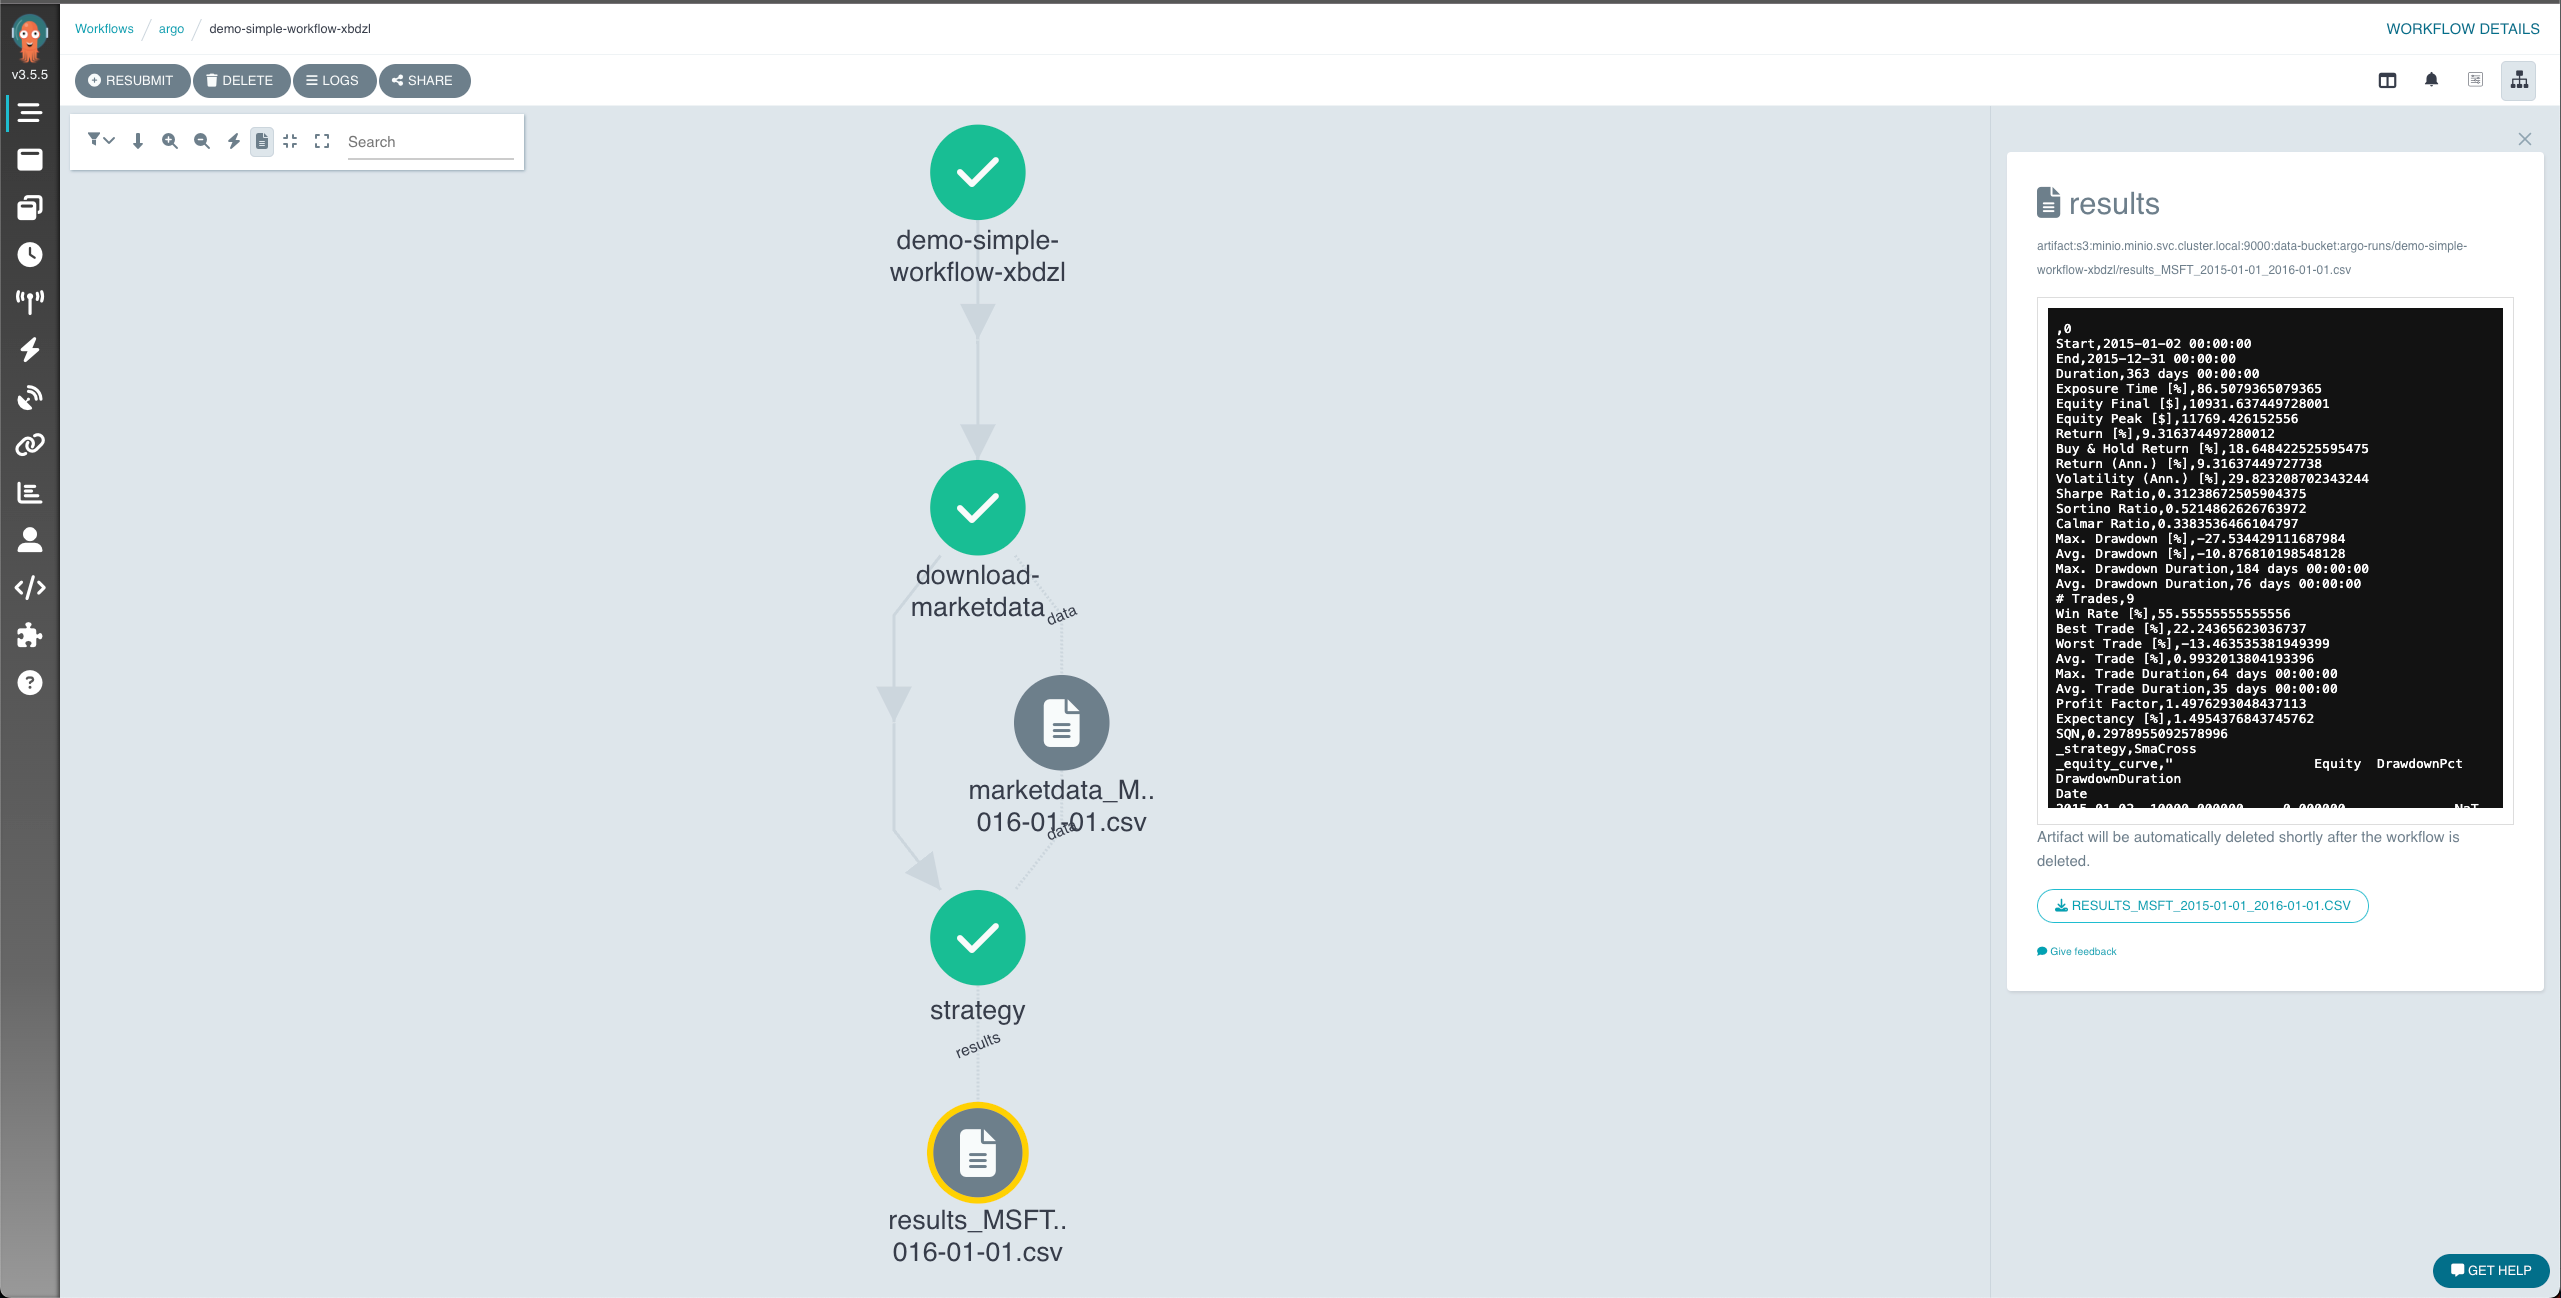 v3.5.5
Workflows / argo / demo-simple-workflow-xbdzl
WORKFLOW DETAILS
RESUBMIT
DELETE
LOGS
SHARE
Search
demo-simple-
workflow-xbdzl
download-
marketdata
data
marketdata_M..
016-01-01.csv
data
strategy
results
results_MSFT..
016-01-01.csv
results
artifact:s3:minio.minio.svc.cluster.local:9000:data-bucket:argo-runs/demo-simple-
workflow-xbdzl/results_MSFT_2015-01-01_2016-01-01.csv
,0
Start,2015-01-02 00:00:00
End,2015-12-31 00:00:00
Duration,363 days 00:00:00
Exposure Time [%],86.5079365079365
Equity Final [$],10931.637449728001
Equity Peak [$],11769.426152556
Return [%],9.316374497280012
Buy & Hold Return [%],18.648422525595475
Return (Ann.) [%],9.31637449727738
Volatility (Ann.) [%],29.823208702343244
Sharpe Ratio,0.31238672505904375
Sortino Ratio,0.5214862626763972
Calmar Ratio,0.3383536466104797
Max. Drawdown [%],-27.534429111687984
Avg. Drawdown [%],-10.876810198548128
Max. Drawdown Duration,184 days 00:00:00
Avg. Drawdown Duration,76 days 00:00:00
# Trades,9
Win Rate [%],55.55555555555556
Best Trade [%],22.24365623036737
Worst Trade [%],-13.463535381949399
Avg. Trade [%],0.9932013804193396
Max. Trade Duration,64 days 00:00:00
Avg. Trade Duration,35 days 00:00:00
Profit Factor,1.4976293048437113
Expectancy [%],1.4954376843745762
SQN,0.2978955092578996
_strategy,SmaCross
_equity_curve," Equity DrawdownPct
DrawdownDuration
Date
2015-01-02 10000.000000 0.000000 NaT
Artifact will be automatically deleted shortly after the workflow is
deleted.
RESULTS_MSFT_2015-01-01_2016-01-01.CSV
Give feedback
GET HELP